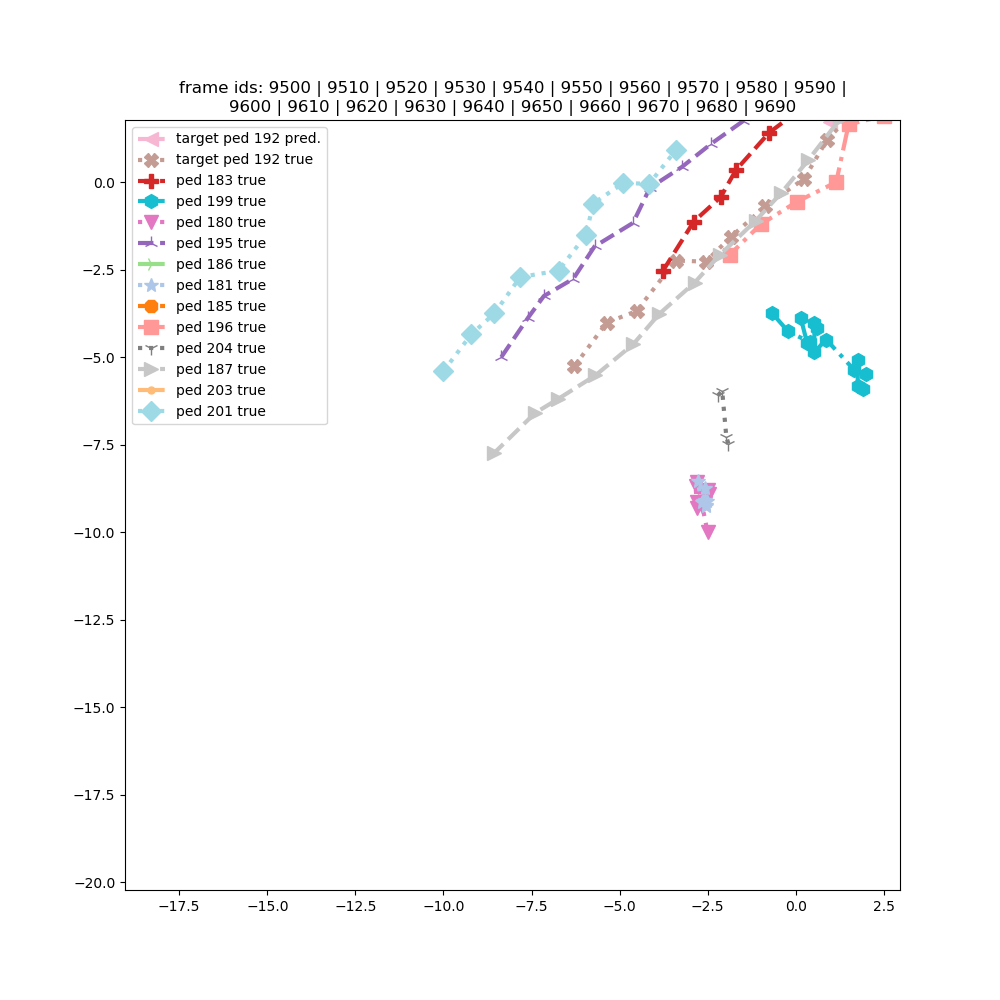 frame ids: 9500 | 9510 | 9520 | 9530 | 9540 | 9550 | 9560 | 9570 | 9580 | 9590 |
9600 | 9610 | 9620 | 9630 | 9640 | 9650 | 9660 | 9670 | 9680 | 9690
target ped 192 pred.
target ped 192 true
ped 183 true
ped 199 true
ped 180 true
ped 195 true
ped 186 true
ped 181 true
ped 185 true
ped 196 true
ped 204 true
ped 187 true
ped 203 true
ped 201 true
0.0
−2.5
−5.0
−7.5
−10.0
−12.5
−15.0
−17.5
−20.0
−17.5 −15.0 −12.5 −10.0 −7.5 −5.0 −2.5 0.0 2.5